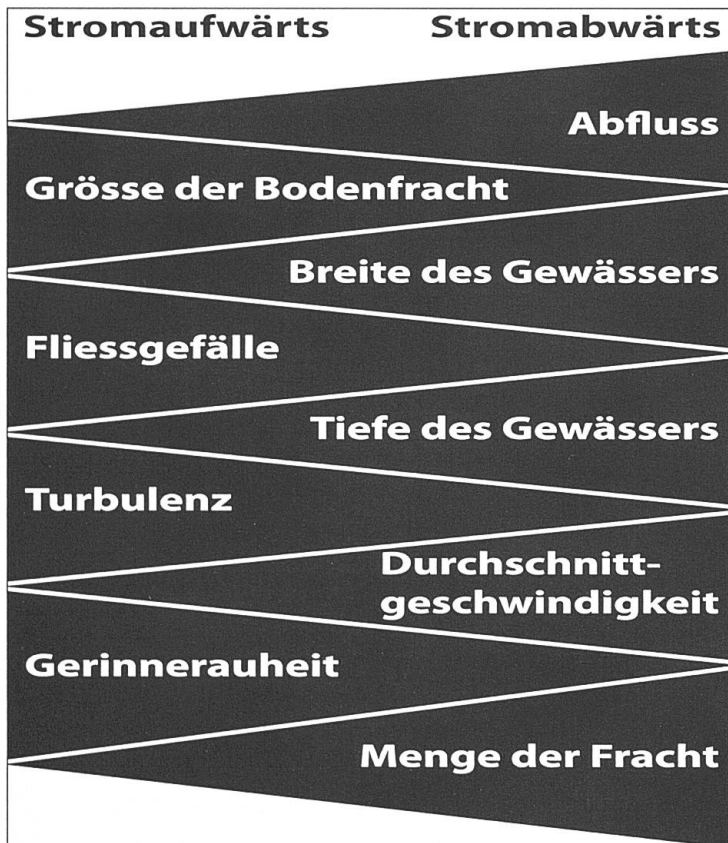 Stromaufwärts Stromabwärts
Abfluss
Grösse der Bodenfracht
Breite des Gewässers
Fliessgefälle
Tiefe des Gewässers
Turbulenz
Durchschnitt-
geschwindigkeit
Gerinnerauheit
Menge der Fracht